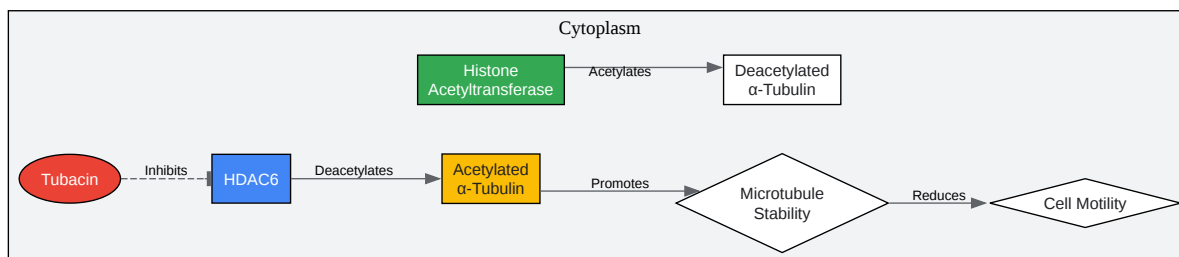 Cytoplasm
Histone
Acetyltransferase
Acetylates
Deacetylated
α-Tubulin
Tubacin
Inhibits
HDAC6
Deacetylates
Acetylated
α-Tubulin
Promotes
Microtubule
Stability
Reduces
Cell Motility